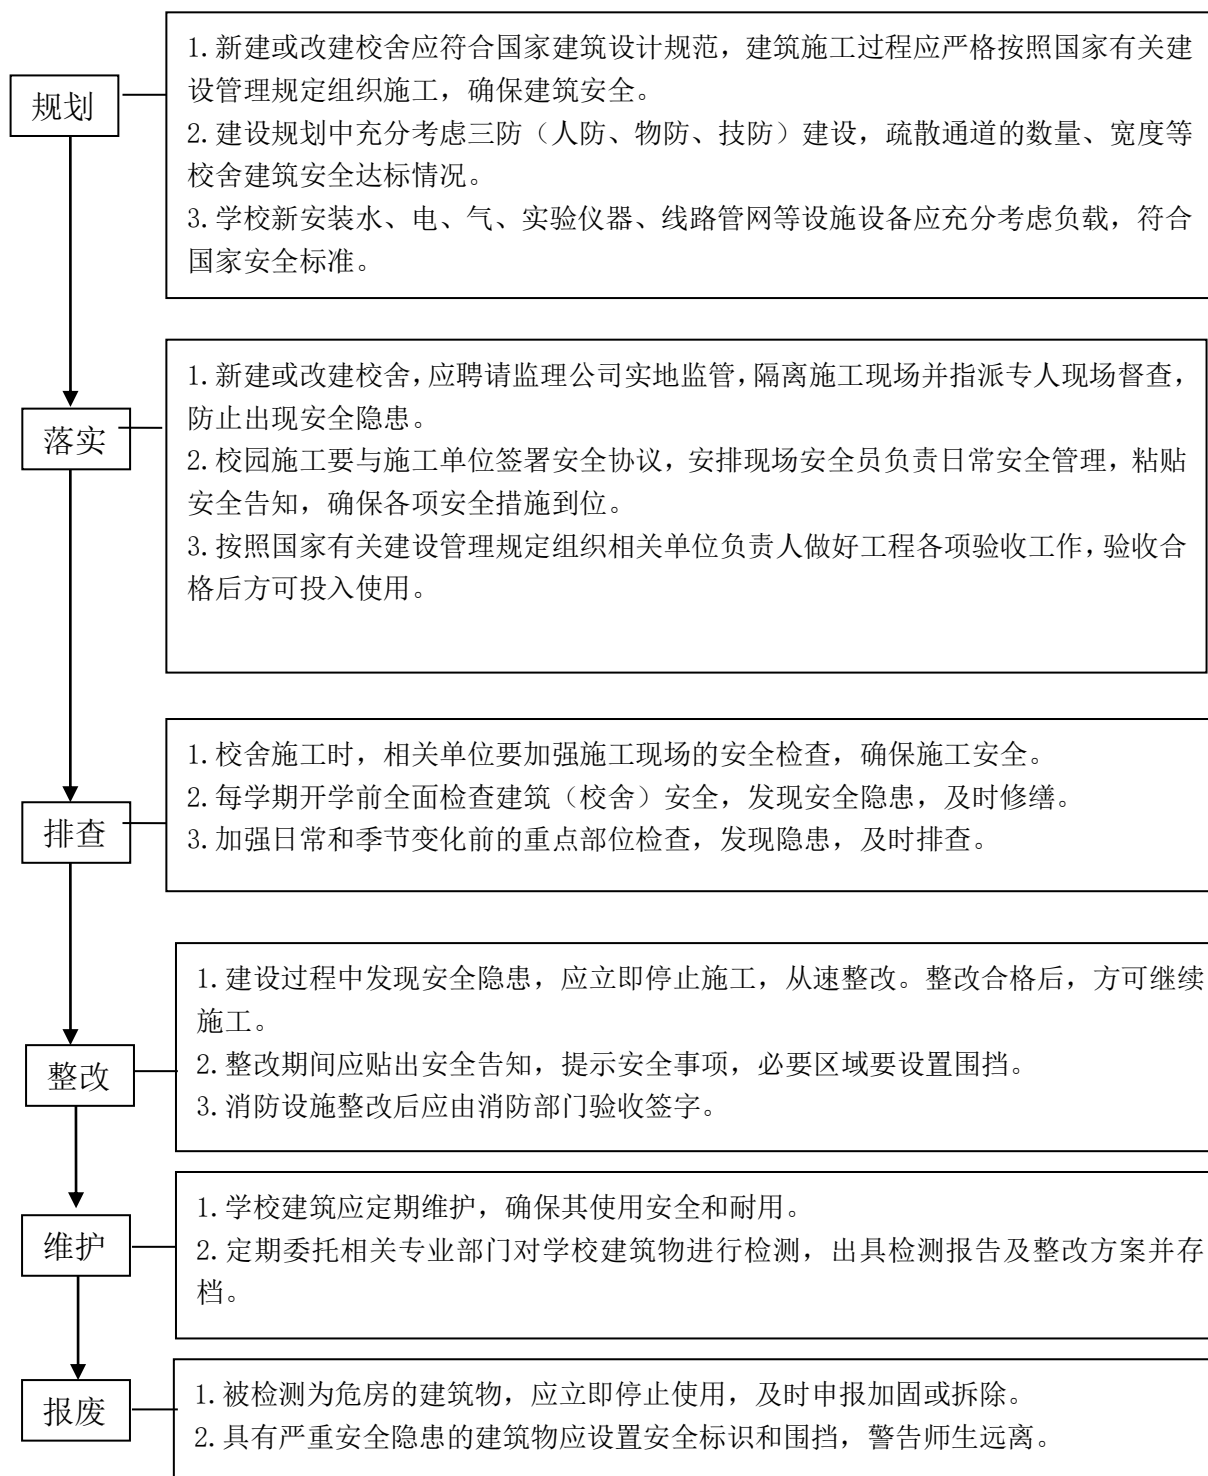 规划
1.新建或改建校舍应符合国家建筑设计规范，建筑施工过程应严格按照国家有关建
设管理规定组织施工，确保建筑安全。
2.建设规划中充分考虑三防（人防、物防、技防）建设，疏散通道的数量、宽度等
校舍建筑安全达标情况。
3.学校新安装水、电、气、实验仪器、线路管网等设施设备应充分考虑负载，符合
国家安全标准。
落实
1.新建或改建校舍，应聘请监理公司实地监管，隔离施工现场并指派专人现场督查，
防止出现安全隐患。
2.校园施工要与施工单位签署安全协议，安排现场安全员负责日常安全管理，粘贴
安全告知，确保各项安全措施到位。
3.按照国家有关建设管理规定组织相关单位负责人做好工程各项验收工作，验收合
格后方可投入使用。
排查
1.校舍施工时，相关单位要加强施工现场的安全检查，确保施工安全。
2.每学期开学前全面检查建筑（校舍）安全，发现安全隐患，及时修缮。
3.加强日常和季节变化前的重点部位检查，发现隐患，及时排查。
整改
1.建设过程中发现安全隐患，应立即停止施工，从速整改。整改合格后，方可继续
施工。
2.整改期间应贴出安全告知，提示安全事项，必要区域要设置围挡。
3.消防设施整改后应由消防部门验收签字。
维护
1.学校建筑应定期维护，确保其使用安全和耐用。
2.定期委托相关专业部门对学校建筑物进行检测，出具检测报告及整改方案并存
档。
报废
1.被检测为危房的建筑物，应立即停止使用，及时申报加固或拆除。
2.具有严重安全隐患的建筑物应设置安全标识和围挡，警告师生远离。